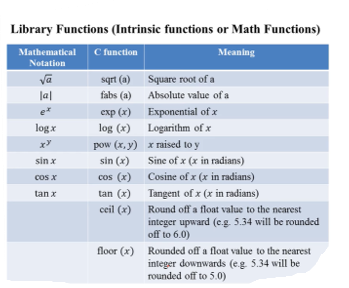 Library Functions (Intrinsic functions or Math Functions)
Mathematical Notation C function Meaning
√a sqrt (a) Square root of a
|a| fabs (a) Absolute value of a
eˣ exp (x) Exponential of x
log x log (x) Logarithm of x
xʸ pow (x, y) x raised to y
sin x sin (x) Sine of x (x in radians)
cos x cos (x) Cosine of x (x in radians)
tan x tan (x) Tangent of x (x in radians)
ceil (x) Round off a float value to the nearest
integer upward (e.g. 5.34 will be rounded
off to 6.0)
floor (x) Rounded off a float value to the nearest
integer downwards (e.g. 5.34 will be
rounded off to 5.0)